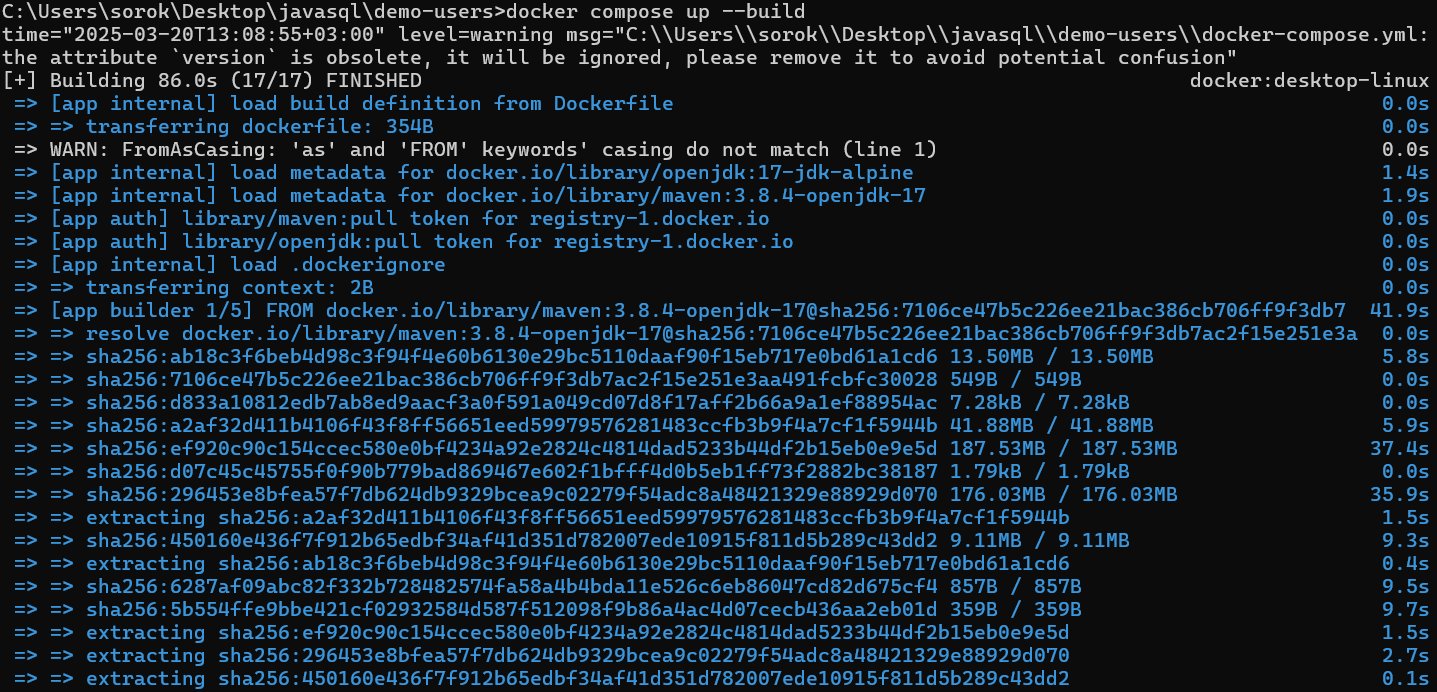 C:\Users\sorok\Desktop\javasql\demo-users>docker compose up --build
time="2025-03-20T13:08:55+03:00" level=warning msg="C:\\Users\\sorok\\Desktop\\javasql\\demo-users\\docker-compose.yml:
the attribute `version` is obsolete, it will be ignored, please remove it to avoid potential confusion"
[+] Building 86.0s (17/17) FINISHED docker:desktop-linux
=> [app internal] load build definition from Dockerfile 0.0s
=> => transferring dockerfile: 354B 0.0s
=> WARN: FromAsCasing: 'as' and 'FROM' keywords' casing do not match (line 1) 0.0s
=> [app internal] load metadata for docker.io/library/openjdk:17-jdk-alpine 1.4s
=> [app internal] load metadata for docker.io/library/maven:3.8.4-openjdk-17 1.9s
=> [app auth] library/maven:pull token for registry-1.docker.io 0.0s
=> [app auth] library/openjdk:pull token for registry-1.docker.io 0.0s
=> [app internal] load .dockerignore 0.0s
=> => transferring context: 2B 0.0s
=> [app builder 1/5] FROM docker.io/library/maven:3.8.4-openjdk-17@sha256:7106ce47b5c226ee21bac386cb706ff9f3db7 41.9s
=> => resolve docker.io/library/maven:3.8.4-openjdk-17@sha256:7106ce47b5c226ee21bac386cb706ff9f3db7ac2f15e251e3a 0.0s
=> => sha256:ab18c3f6beb4d98c3f94f4e60b6130e29bc5110daaf90f15eb717e0bd61a1cd6 13.50MB / 13.50MB 5.8s
=> => sha256:7106ce47b5c226ee21bac386cb706ff9f3db7ac2f15e251e3aa491fcbfc30028 549B / 549B 0.0s
=> => sha256:d833a10812edb7ab8ed9aacf3a0f591a049cd07d8f17aff2b66a9a1ef88954ac 7.28kB / 7.28kB 0.0s
=> => sha256:a2af32d411b4106f43f8ff56651eed59979576281483ccfb3b9f4a7cf1f5944b 41.88MB / 41.88MB 5.9s
=> => sha256:ef920c90c154ccec580e0bf4234a92e2824c4814dad5233b44df2b15eb0e9e5d 187.53MB / 187.53MB 37.4s
=> => sha256:d07c45c45755f0f90b779bad869467e602f1bfff4d0b5eb1ff73f2882bc38187 1.79kB / 1.79kB 0.0s
=> => sha256:296453e8bfea57f7db624db9329bcea9c02279f54adc8a48421329e88929d070 176.03MB / 176.03MB 35.9s
=> => extracting sha256:a2af32d411b4106f43f8ff56651eed59979576281483ccfb3b9f4a7cf1f5944b 1.5s
=> => sha256:450160e436f7f912b65edbf34af41d351d782007ede10915f811d5b289c43dd2 9.11MB / 9.11MB 9.3s
=> => extracting sha256:ab18c3f6beb4d98c3f94f4e60b6130e29bc5110daaf90f15eb717e0bd61a1cd6 0.4s
=> => sha256:6287af09abc82f332b728482574fa58a4b4bda11e526c6eb86047cd82d675cf4 857B / 857B 9.5s
=> => sha256:5b554ffe9bbe421cf02932584d587f512098f9b86a4ac4d07cecb436aa2eb01d 359B / 359B 9.7s
=> => extracting sha256:ef920c90c154ccec580e0bf4234a92e2824c4814dad5233b44df2b15eb0e9e5d 1.5s
=> => extracting sha256:296453e8bfea57f7db624db9329bcea9c02279f54adc8a48421329e88929d070 2.7s
=> => extracting sha256:450160e436f7f912b65edbf34af41d351d782007ede10915f811d5b289c43dd2 0.1s